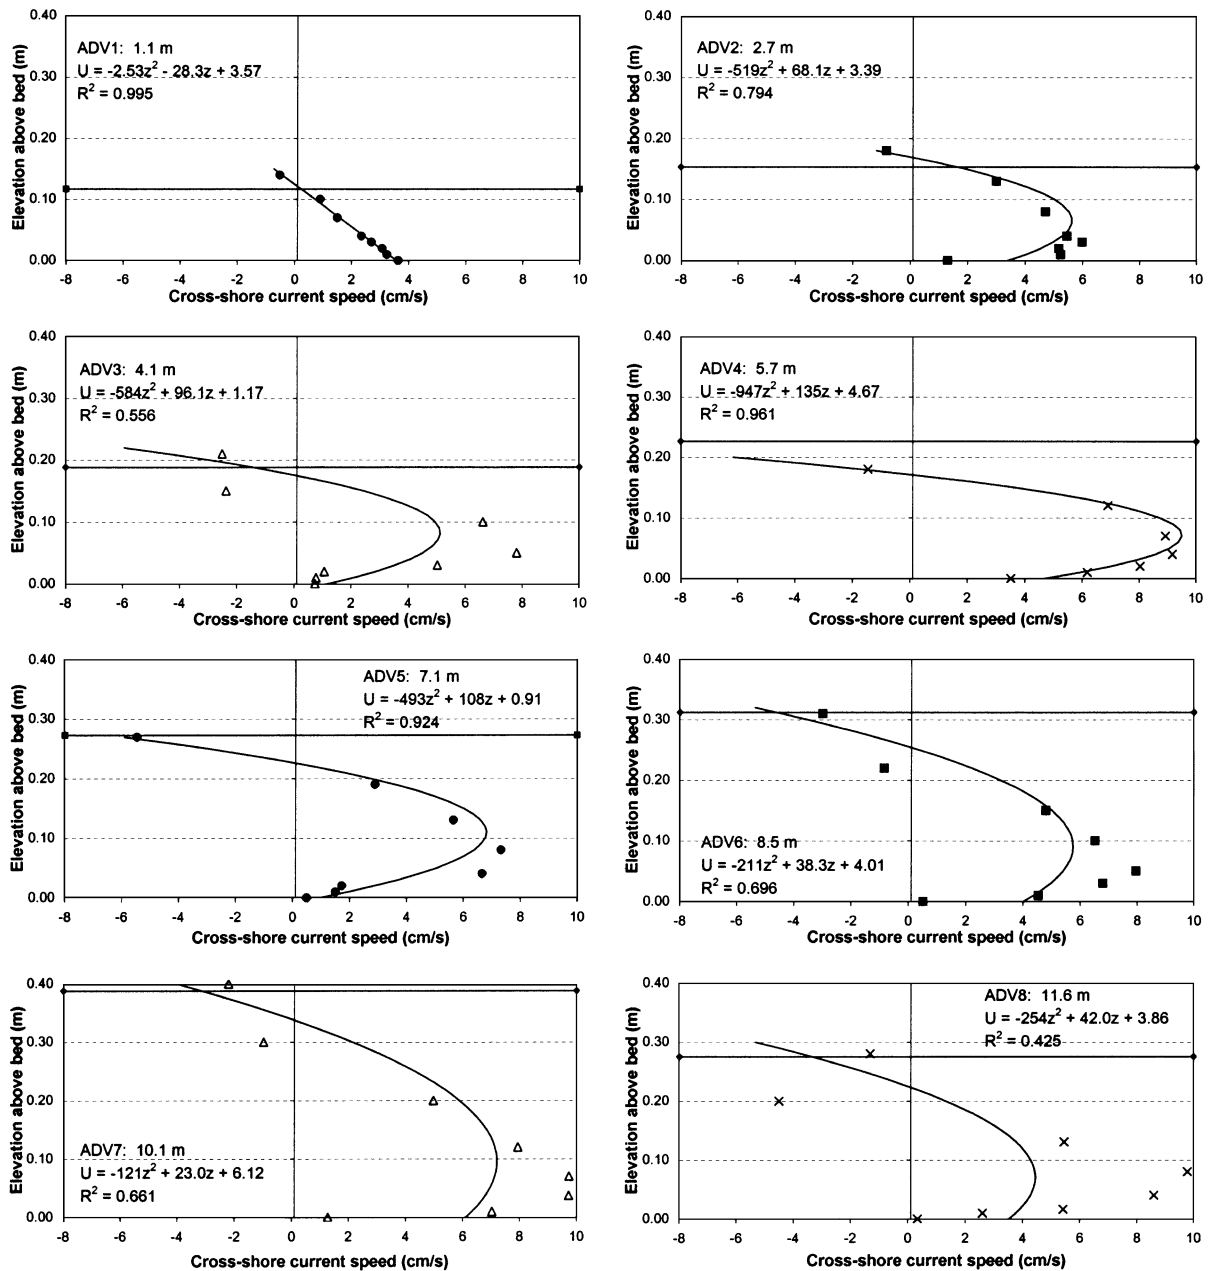 0.40
0.30
0.20
0.10
0.00
Elevation above bed (m)
ADV1: 1.1 m
U = -2.53z² - 28.3z + 3.57
R² = 0.995
-8 -6 -4 -2 0 2 4 6 8 10
Cross-shore current speed (cm/s)
0.40
0.30
0.20
0.10
0.00
Elevation above bed (m)
ADV2: 2.7 m
U = -519z² + 68.1z + 3.39
R² = 0.794
-8 -6 -4 -2 0 2 4 6 8 10
Cross-shore current speed (cm/s)
0.40
0.30
0.20
0.10
0.00
Elevation above bed (m)
ADV3: 4.1 m
U = -584z² + 96.1z + 1.17
R² = 0.556
-8 -6 -4 -2 0 2 4 6 8 10
Cross-shore current speed (cm/s)
0.40
0.30
0.20
0.10
0.00
Elevation above bed (m)
ADV4: 5.7 m
U = -947z² + 135z + 4.67
R² = 0.961
-8 -6 -4 -2 0 2 4 6 8 10
Cross-shore current speed (cm/s)
0.40
0.30
0.20
0.10
0.00
Elevation above bed (m)
ADV5: 7.1 m
U = -493z² + 108z + 0.91
R² = 0.924
-8 -6 -4 -2 0 2 4 6 8 10
Cross-shore current speed (cm/s)
0.40
0.30
0.20
0.10
0.00
Elevation above bed (m)
ADV6: 8.5 m
U = -211z² + 38.3z + 4.01
R² = 0.696
-8 -6 -4 -2 0 2 4 6 8 10
Cross-shore current speed (cm/s)
0.40
0.30
0.20
0.10
0.00
Elevation above bed (m)
ADV7: 10.1 m
U = -121z² + 23.0z + 6.12
R² = 0.661
-8 -6 -4 -2 0 2 4 6 8 10
Cross-shore current speed (cm/s)
0.40
0.30
0.20
0.10
0.00
Elevation above bed (m)
ADV8: 11.6 m
U = -254z² + 42.0z + 3.86
R² = 0.425
-8 -6 -4 -2 0 2 4 6 8 10
Cross-shore current speed (cm/s)